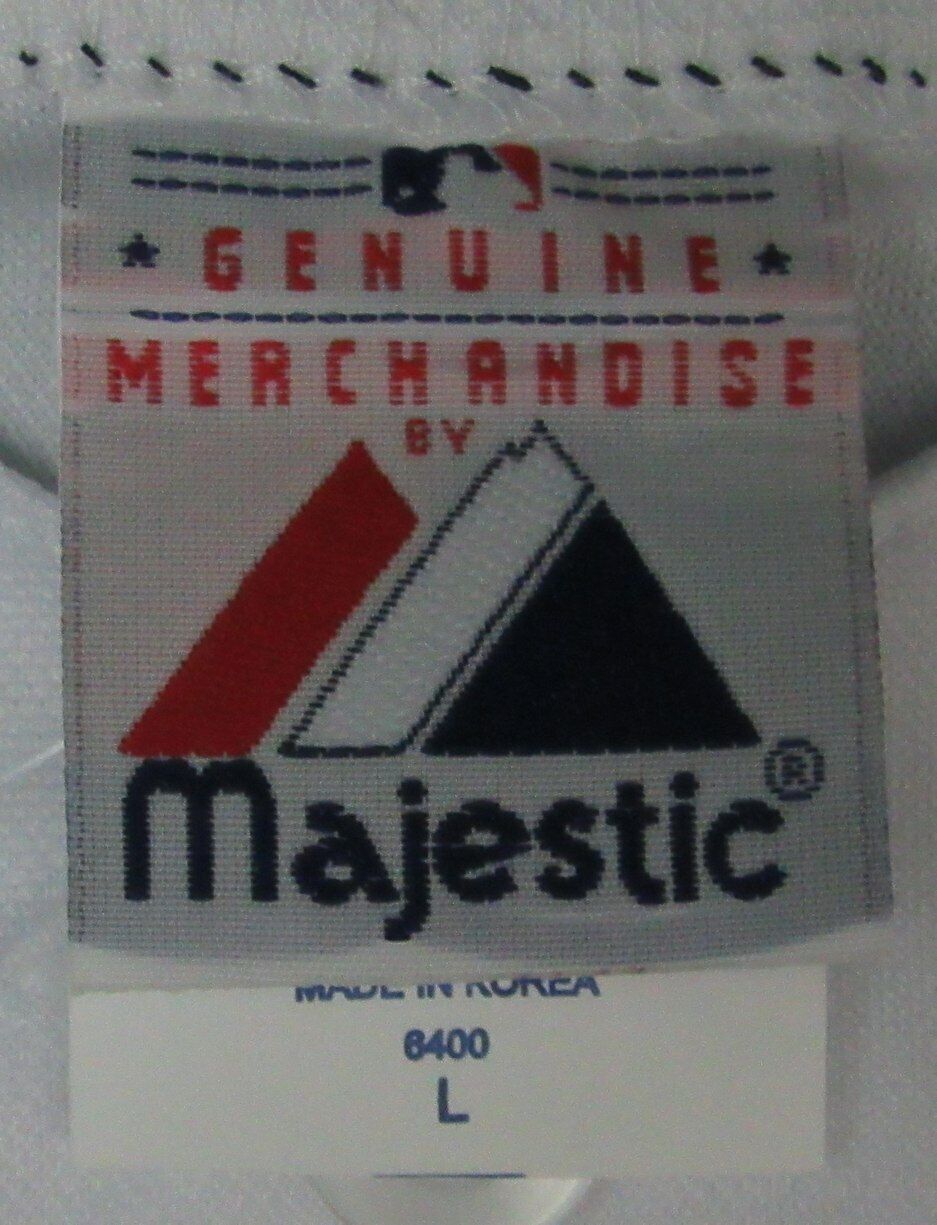 GENUINE
MERCHANDISE
BY
majestic®
MADE IN KOREA
6400
L